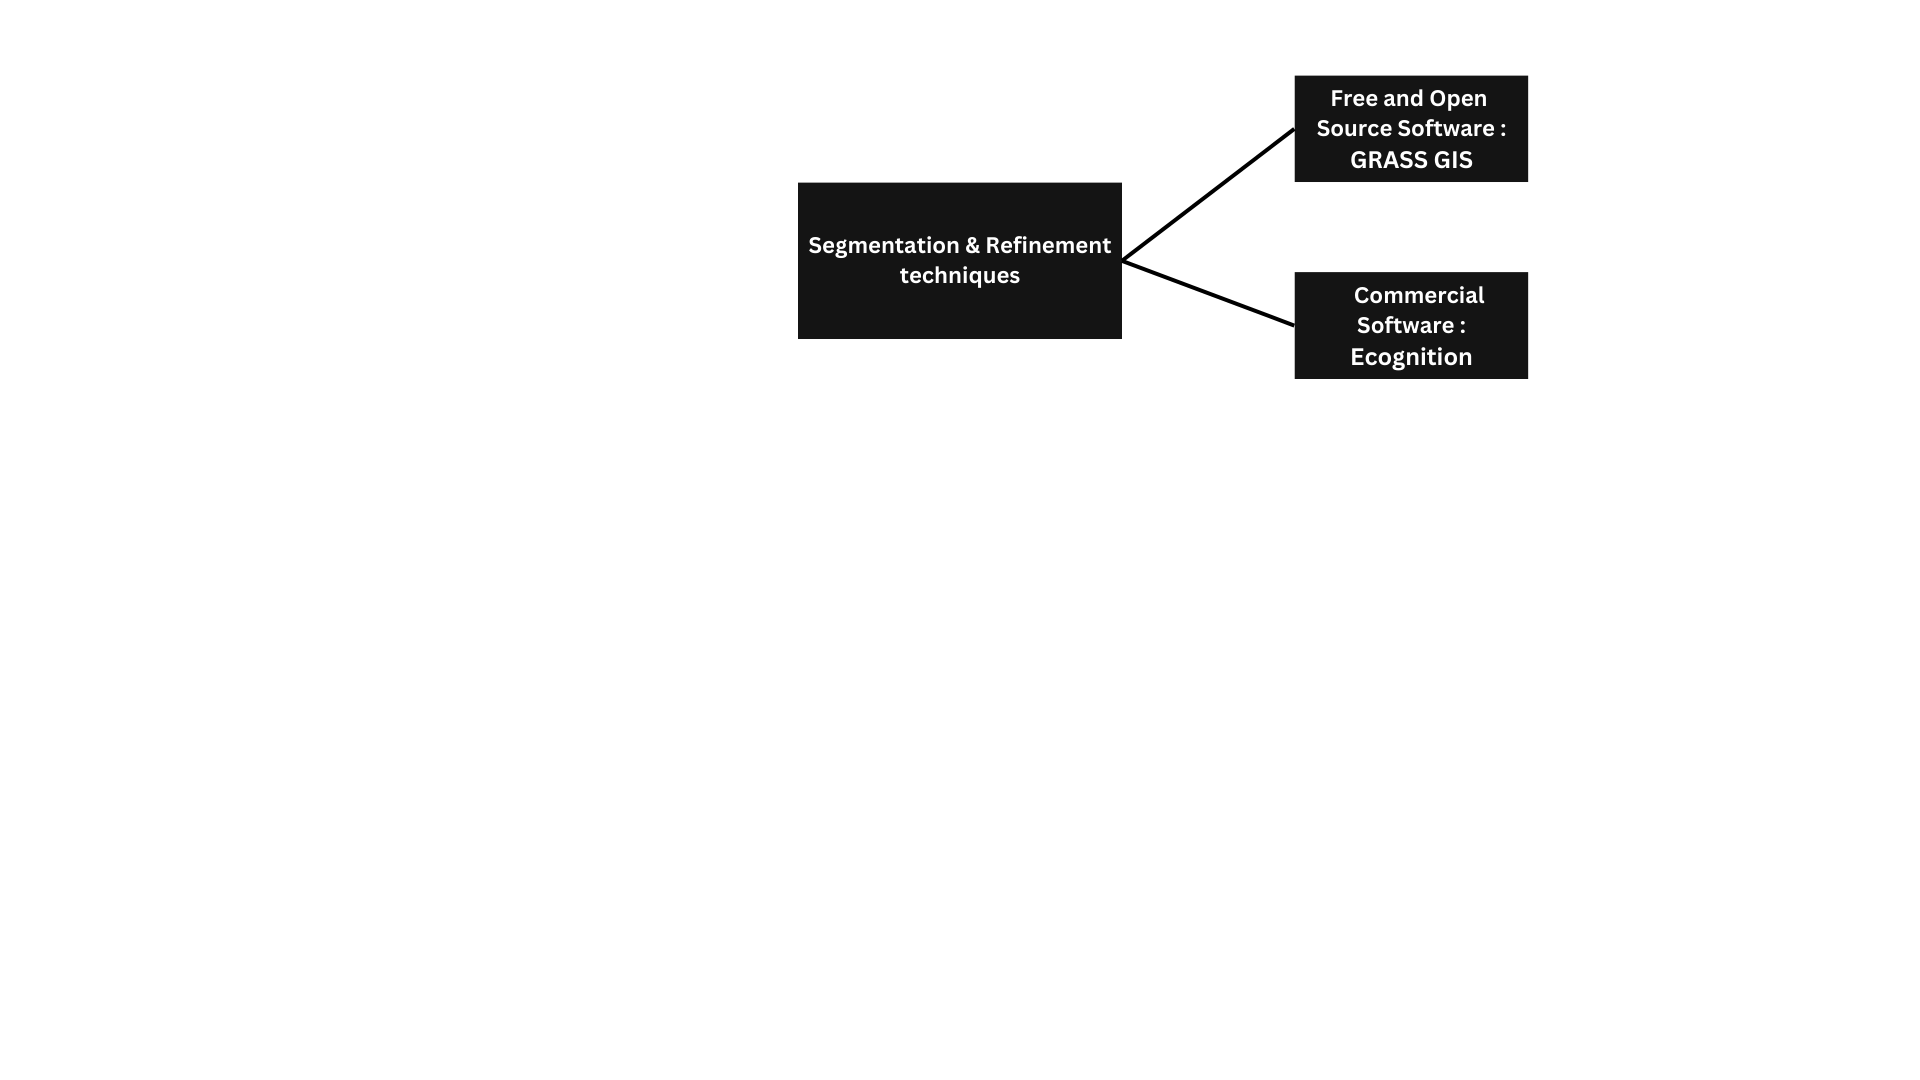 Segmentation & Refinement
techniques
Free and Open
Source Software :
GRASS GIS
Commercial
Software :
Ecognition